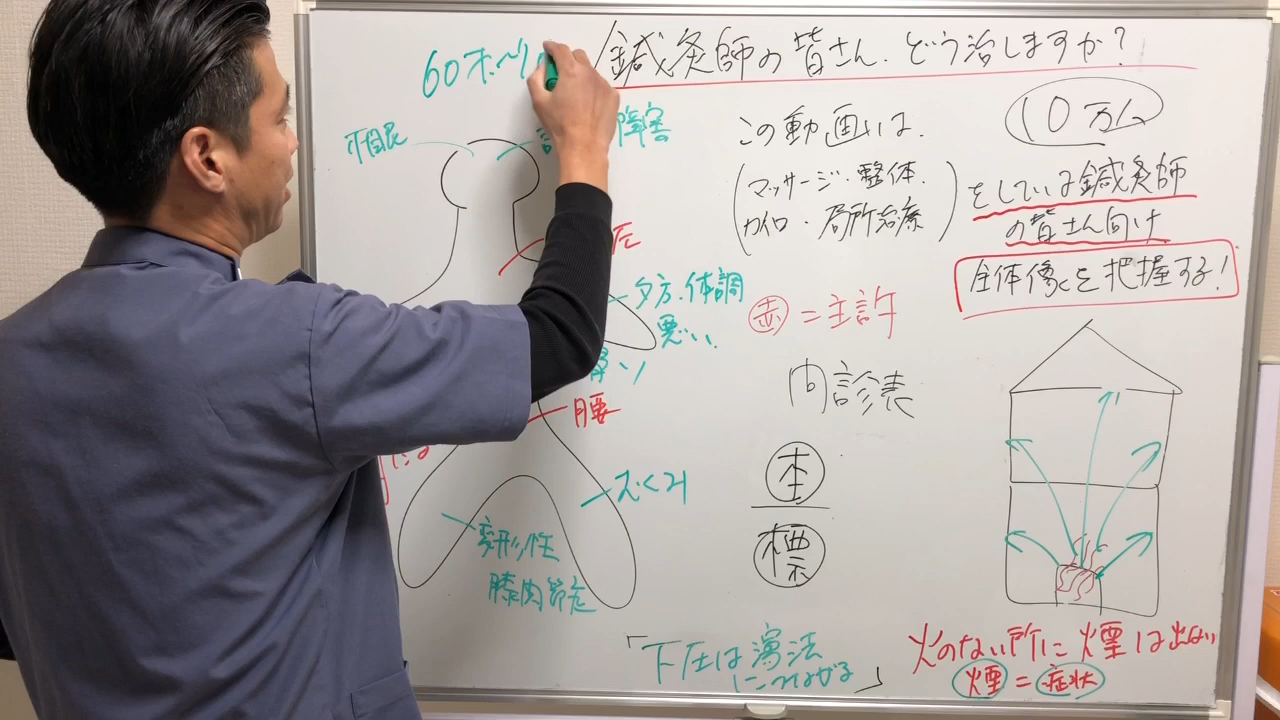 鍼灸師の皆さん.どう治しますか?
60ホ〜リ
不眠
障害
この動画は.
10万人
(マッサージ・整体.
カイロ・局所治療)
をしている鍼灸師
の皆さん向け
全体像を把握する!
夕方.体調
悪い.
赤=主訴
問診表
腰
むくみ
本
標
変形性
膝関節症
「下圧は瀉法
につながる」
火のない所に煙は出ない
煙=症状